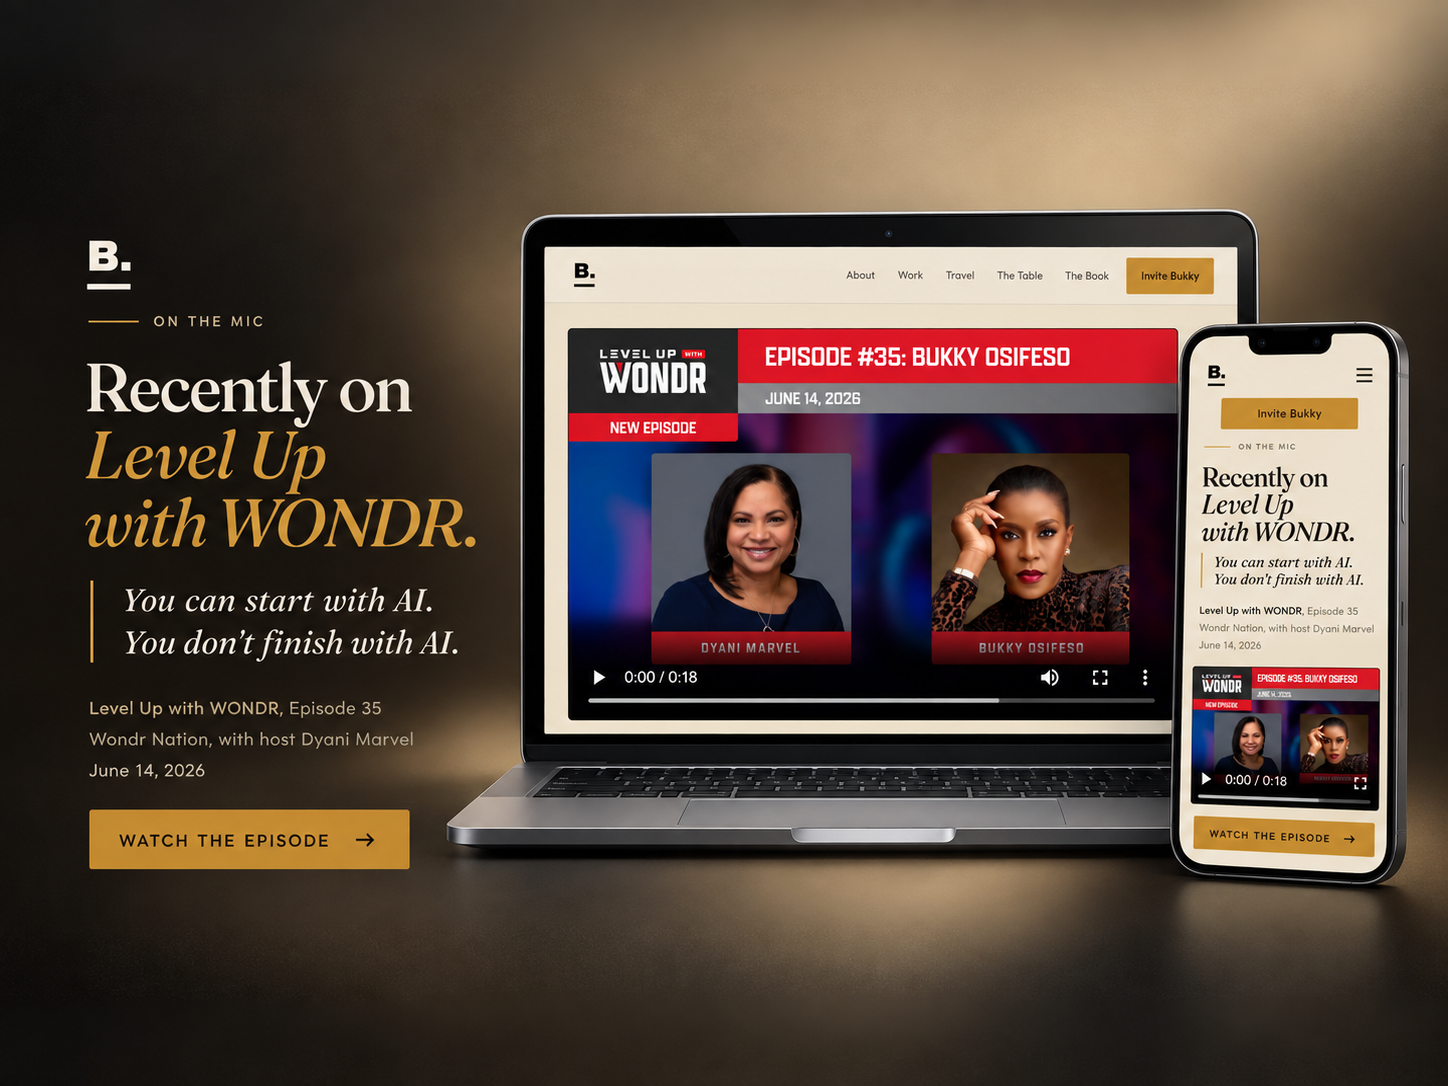 B.
ON THE MIC
Recently on
Level Up
with WONDR.
You can start with AI.
You don't finish with AI.
Level Up with WONDR, Episode 35
Wondr Nation, with host Dyani Marvel
June 14, 2026
WATCH THE EPISODE →
B.
About Work Travel The Table The Book Invite Bukky
LEVEL UP WITH
WONDR
NEW EPISODE
EPISODE #35: BUKKY OSIFESO
JUNE 14, 2026
DYANI MARVEL
BUKKY OSIFESO
0:00 / 0:18
B.
Invite Bukky
ON THE MIC
Recently on
Level Up
with WONDR.
You can start with AI.
You don't finish with AI.
Level Up with WONDR, Episode 35
Wondr Nation, with host Dyani Marvel
June 14, 2026
LEVEL UP WITH
WONDR
NEW EPISODE
EPISODE #35: BUKKY OSIFESO
JUNE 14, 2026
0:00 / 0:18
WATCH THE EPISODE →